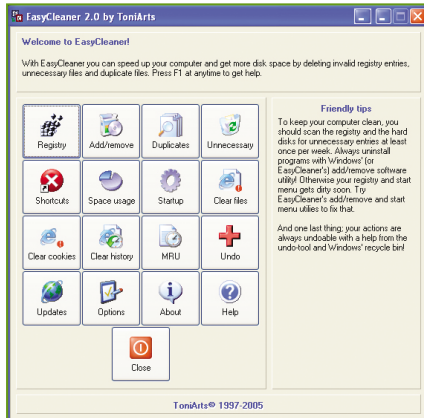 EasyCleaner 2.0 by ToniArts
Welcome to EasyCleaner!
With EasyCleaner you can speed up your computer and get more disk space by deleting invalid registry entries,
unnecessary files and duplicate files. Press F1 at anytime to get help.
Registry
Add/remove
Duplicates
Unnecessary
Shortcuts
Space usage
Startup
Clear files
Clear cookies
Clear history
MRU
Undo
Updates
Options
About
Help
Close
Friendly tips
To keep your computer clean, you
should scan the registry and the hard
disks for unnecessary entries at least
once per week. Always uninstall
programs with Windows' (or
EasyCleaner's) add/remove software
utility! Otherwise your registry and start
menu gets dirty soon. Try
EasyCleaner's add/remove and start
menu utilies to fix that.
And one last thing; your actions are
always undoable with a help from the
undo-tool and Windows' recycle bin!
ToniArts© 1997-2005